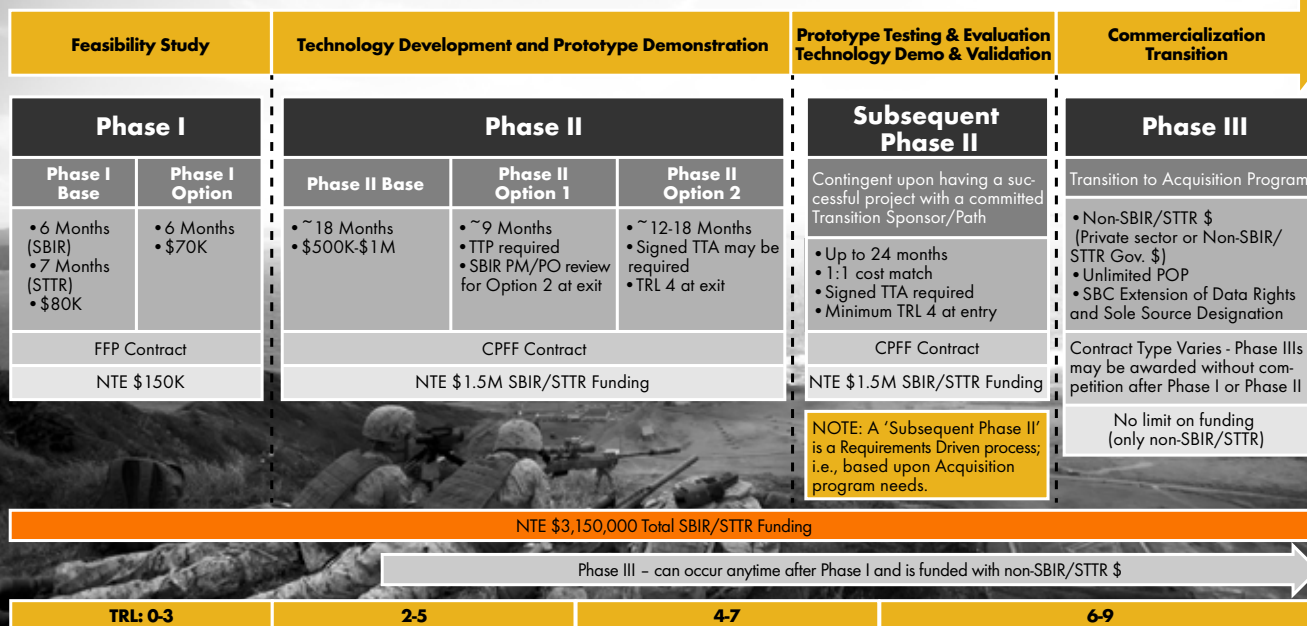 Feasibility Study
Technology Development and Prototype Demonstration
Prototype Testing & Evaluation
Technology Demo & Validation
Commercialization
Transition
Phase I
Phase I
Base
Phase I
Option
• 6 Months
(SBIR)
• 7 Months
(STTR)
• $80K
• 6 Months
• $70K
FFP Contract
NTE $150K
Phase II
Phase II Base
Phase II
Option 1
Phase II
Option 2
• ~18 Months
• $500K-$1M
• ~9 Months
• TTP required
• SBIR PM/PO review
for Option 2 at exit
• ~12-18 Months
• Signed TTA may be
required
• TRL 4 at exit
CPFF Contract
NTE $1.5M SBIR/STTR Funding
Subsequent
Phase II
Contingent upon having a suc-
cessful project with a committed
Transition Sponsor/Path
• Up to 24 months
• 1:1 cost match
• Signed TTA required
• Minimum TRL 4 at entry
CPFF Contract
NTE $1.5M SBIR/STTR Funding
NOTE: A ‘Subsequent Phase II’
is a Requirements Driven process;
i.e., based upon Acquisition
program needs.
Phase III
Transition to Acquisition Program
• Non-SBIR/STTR $
(Private sector or Non-SBIR/
STTR Gov. $)
• Unlimited POP
• SBC Extension of Data Rights
and Sole Source Designation
Contract Type Varies - Phase IIIs
may be awarded without com-
petition after Phase I or Phase II
No limit on funding
(only non-SBIR/STTR)
NTE $3,150,000 Total SBIR/STTR Funding
Phase III – can occur anytime after Phase I and is funded with non-SBIR/STTR $
TRL: 0-3
2-5
4-7
6-9